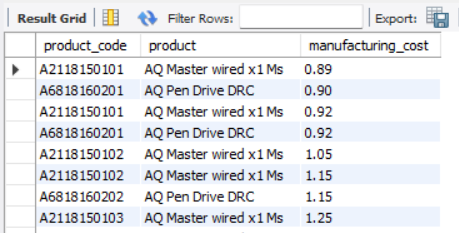 Result Grid Filter Rows: Export:
product_code product manufacturing_cost
A2118150101 AQ Master wired x1 Ms 0.89
A6818160201 AQ Pen Drive DRC 0.90
A2118150101 AQ Master wired x1 Ms 0.92
A6818160201 AQ Pen Drive DRC 0.92
A2118150102 AQ Master wired x1 Ms 1.05
A2118150102 AQ Master wired x1 Ms 1.15
A6818160202 AQ Pen Drive DRC 1.15
A2118150103 AQ Master wired x1 Ms 1.25